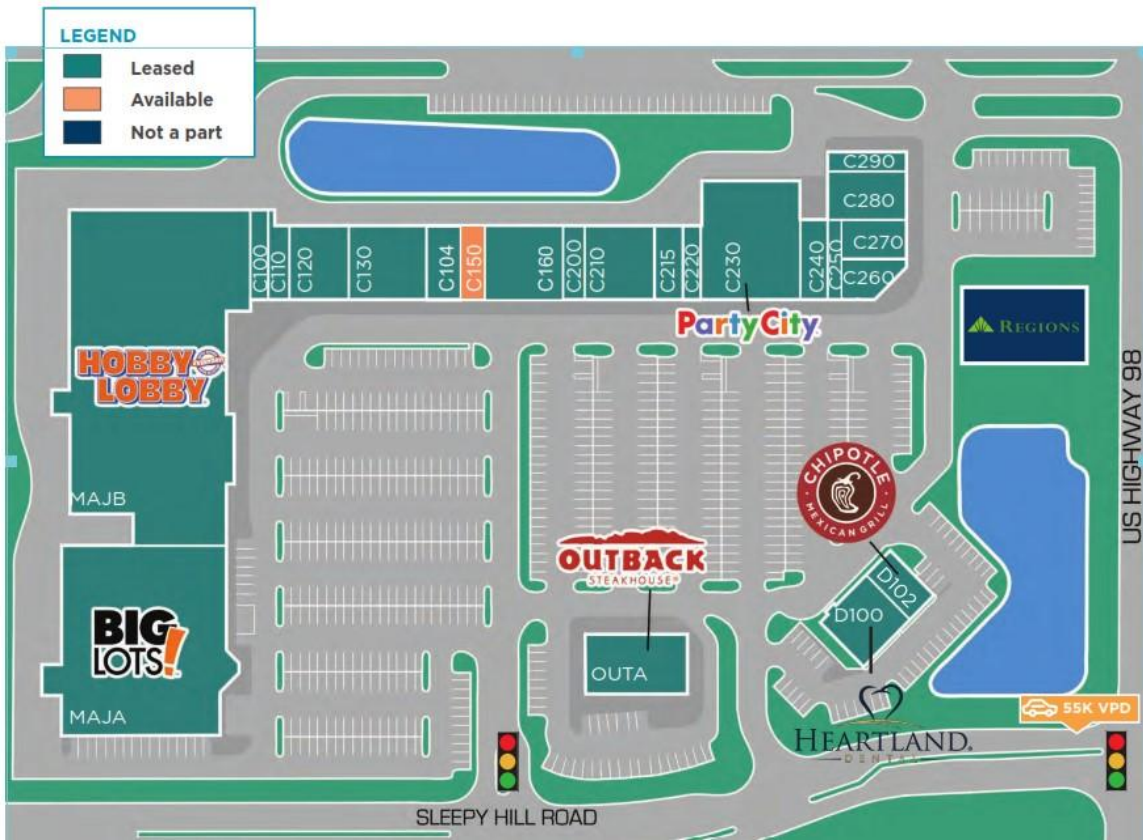 LEGEND
Leased
Available
Not a part
C290
C280
C270
C260
C100
C110
C120
C130
C104
C150
C160
C200
C210
C215
C220
C230
C240
C250
PartyCity
REGIONS
HOBBY
LOBBY
MAJB
US HIGHWAY 98
CHIPOTLE
MEXICAN GRILL
OUTBACK
STEAKHOUSE
D102
D100
BIG
LOTS!
OUTA
MAJA
55K VPD
HEARTLAND
DENTAL
SLEEPY HILL ROAD